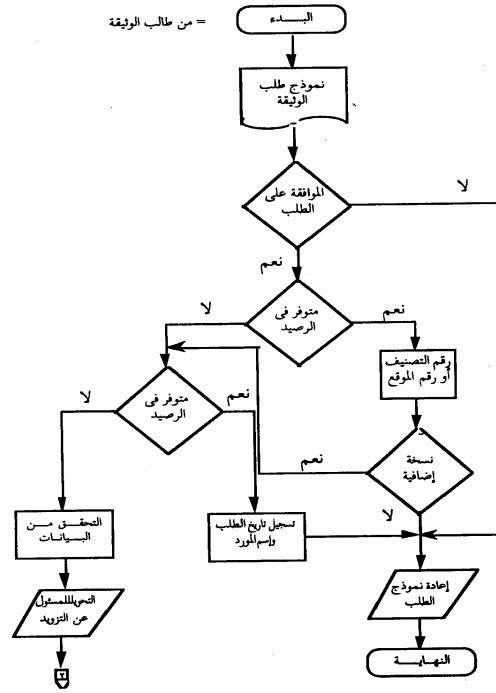 البدء
= من طالب الوثيقة
نموذج طلب
الوثيقة
الموافقة على
الطلب
لا
نعم
متوفر فى
الرصيد
لا
نعم
رقم التصنيف
أو رقم الموقع
متوفر فى
الرصيد
لا
نعم
نسخة
إضافية
نعم
لا
التحقق من
البيانات
تسجيل تاريخ الطلب
وإسم المورد
التحويل للمسئول
عن التزويد
إعادة نموذج
الطلب
النهاية
٢